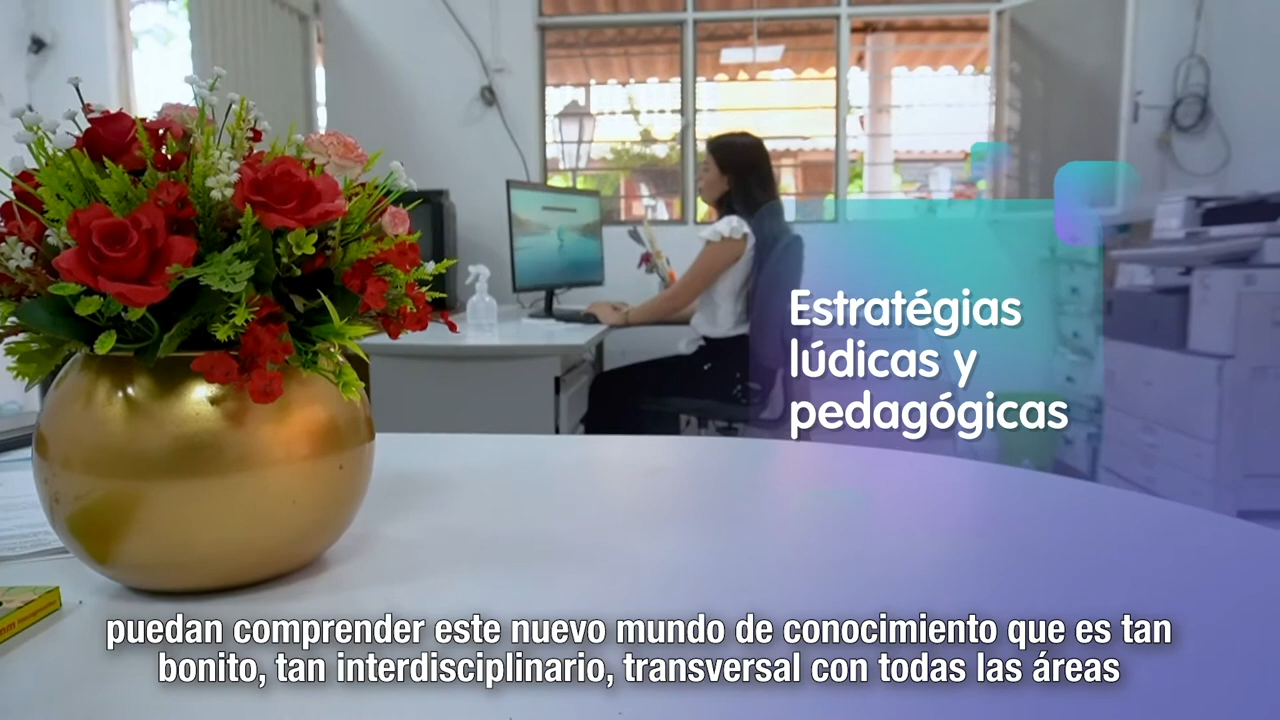 Estratégias
lúdicas y
pedagógicas
puedan comprender este nuevo mundo de conocimiento que es tan
bonito, tan interdisciplinario, transversal con todas las áreas